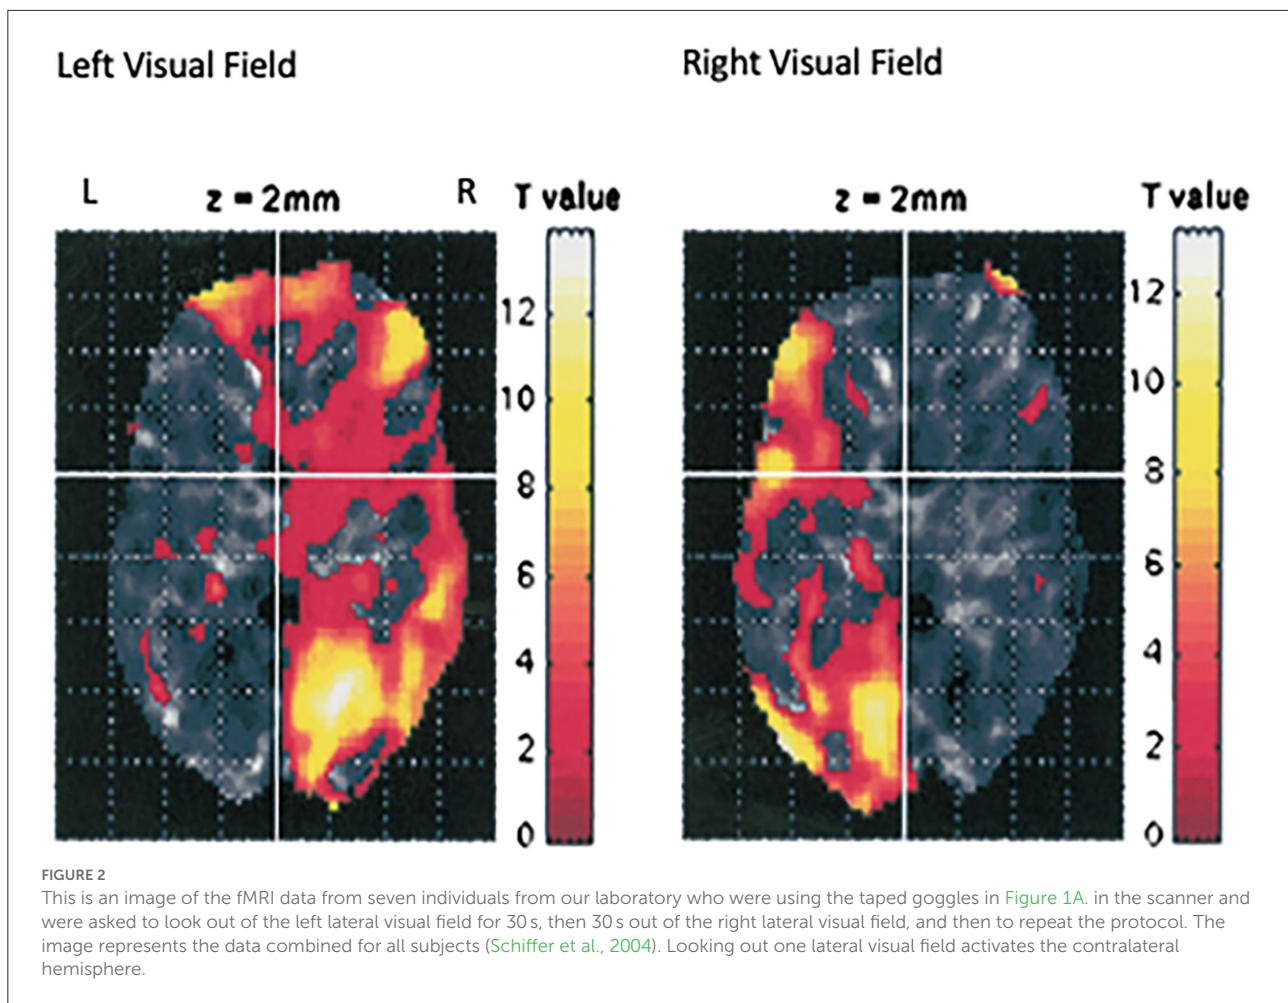 Left Visual Field
Right Visual Field
L
z = 2mm
R
T value
12
10
8
6
4
2
0
z = 2mm
T value
12
10
8
6
4
2
0
FIGURE 2
This is an image of the fMRI data from seven individuals from our laboratory who were using the taped goggles in Figure 1A. in the scanner and
were asked to look out of the left lateral visual field for 30 s, then 30 s out of the right lateral visual field, and then to repeat the protocol. The
image represents the data combined for all subjects (Schiffer et al., 2004). Looking out one lateral visual field activates the contralateral
hemisphere.